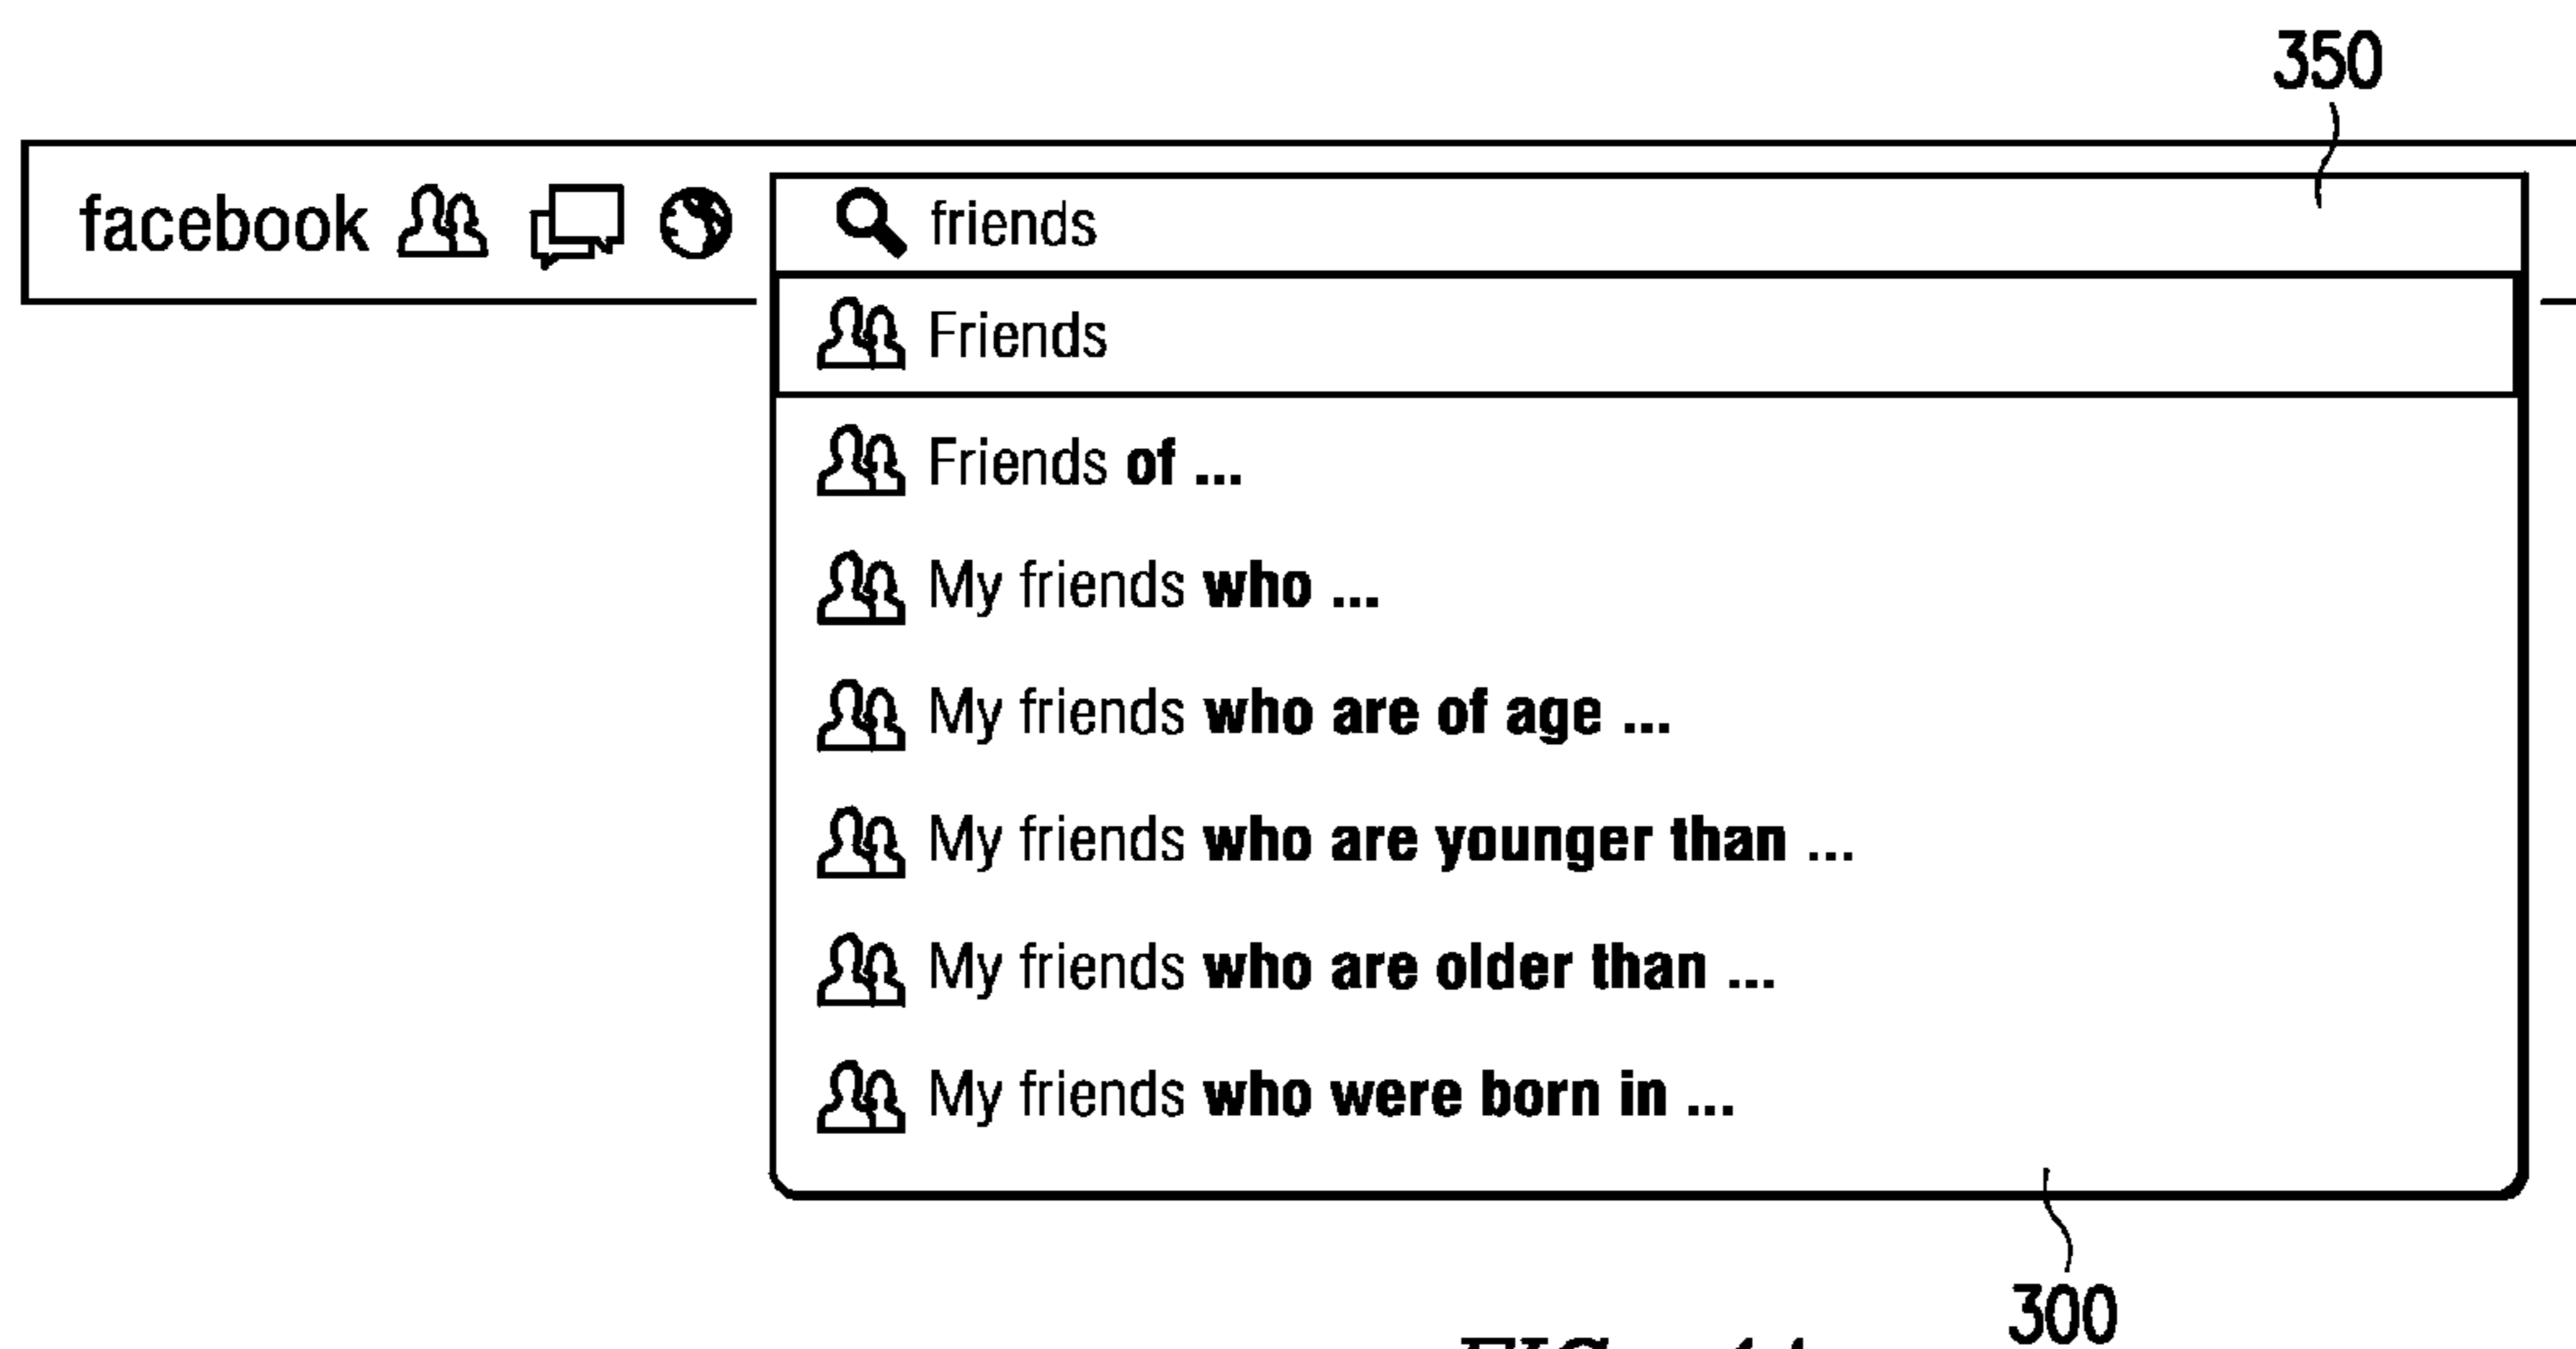 350
facebook friends
Friends
Friends of ...
My friends who ...
My friends who are of age ...
My friends who are younger than ...
My friends who are older than ...
My friends who were born in ...
300